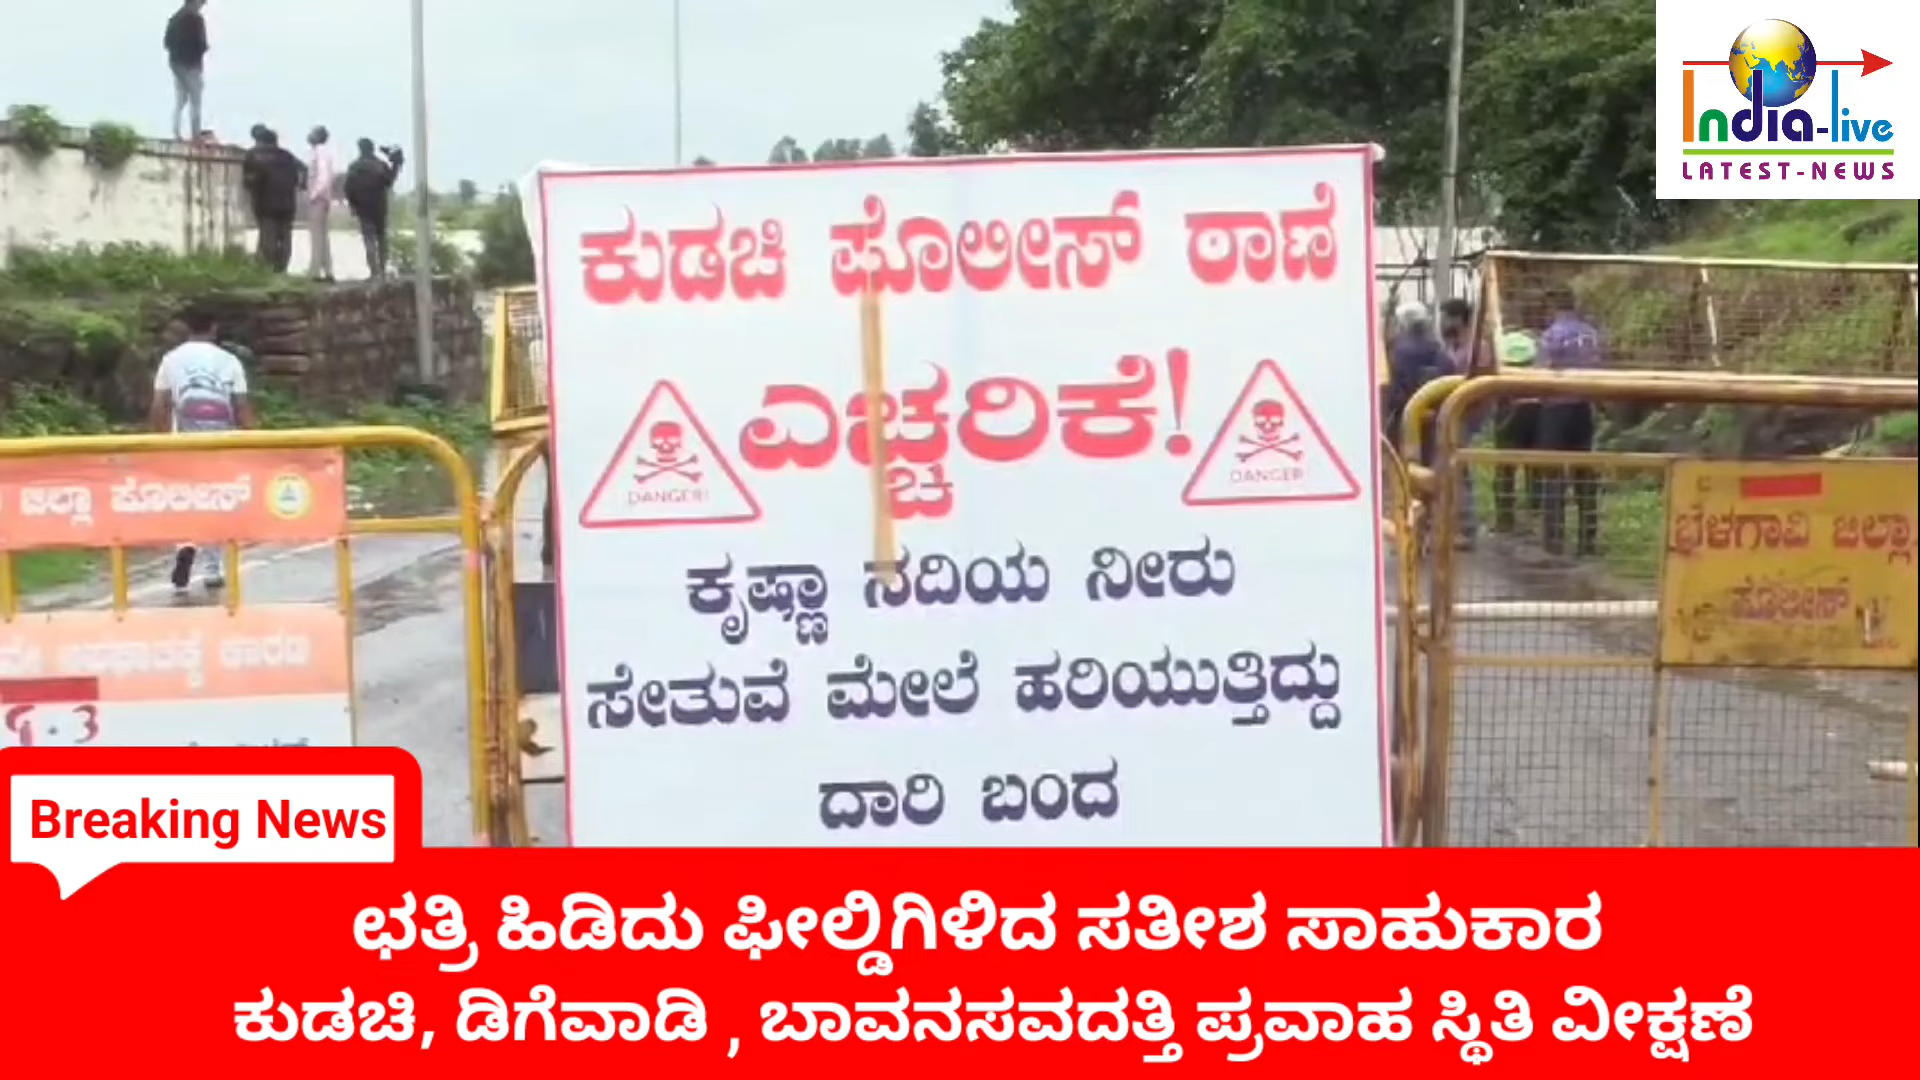 India-live
LATEST-NEWS
ಕುಡಚಿ ಪೊಲೀಸ್ ಠಾಣೆ
ಎಚ್ಚರಿಕೆ!
DANGER!
DANGER!
ಕೃಷ್ಣಾ ನದಿಯ ನೀರು
ಸೇತುವೆ ಮೇಲೆ ಹರಿಯುತ್ತಿದ್ದು
ದಾರಿ ಬಂದ
ಜಿಲ್ಲಾ ಪೊಲೀಸ್
ಕಾರಣ
ಬೆಳಗಾವಿ ಜಿಲ್ಲಾ
ಪೊಲೀಸ್
Breaking News
ಛತ್ರಿ ಹಿಡಿದು ಫೀಲ್ಡಿಗಿಳಿದ ಸತೀಶ ಸಾಹುಕಾರ
ಕುಡಚಿ, ಡಿಗೆವಾಡಿ , ಬಾವನಸವದತ್ತಿ ಪ್ರವಾಹ ಸ್ಥಿತಿ ವೀಕ್ಷಣೆ